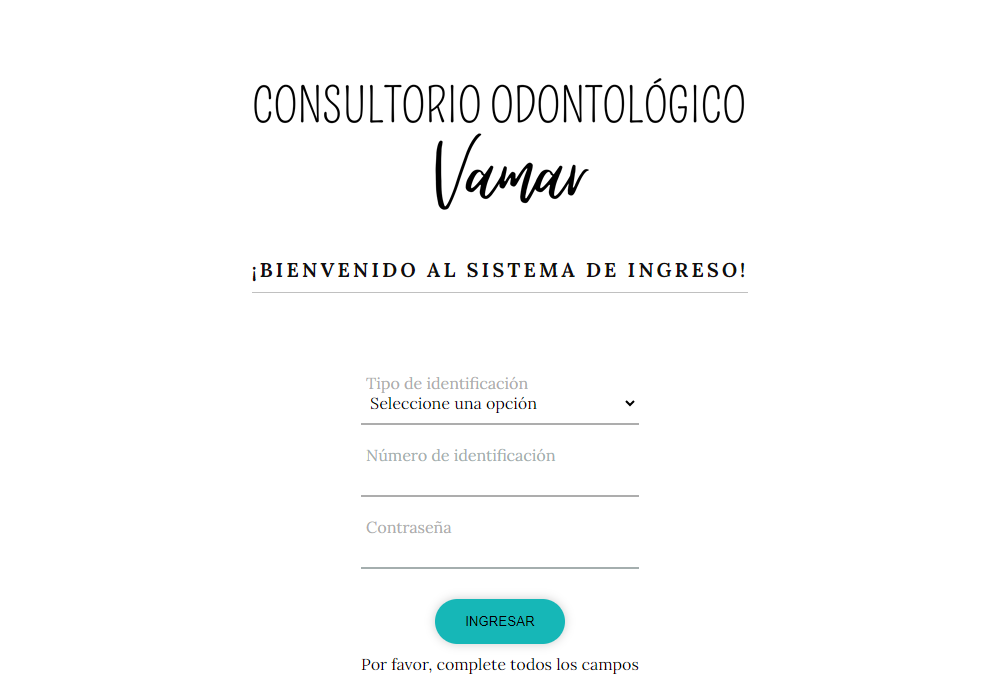 CONSULTORIO ODONTOLÓGICO
Vamar
¡BIENVENIDO AL SISTEMA DE INGRESO!
Tipo de identificación
Seleccione una opción
Número de identificación
Contraseña
INGRESAR
Por favor, complete todos los campos